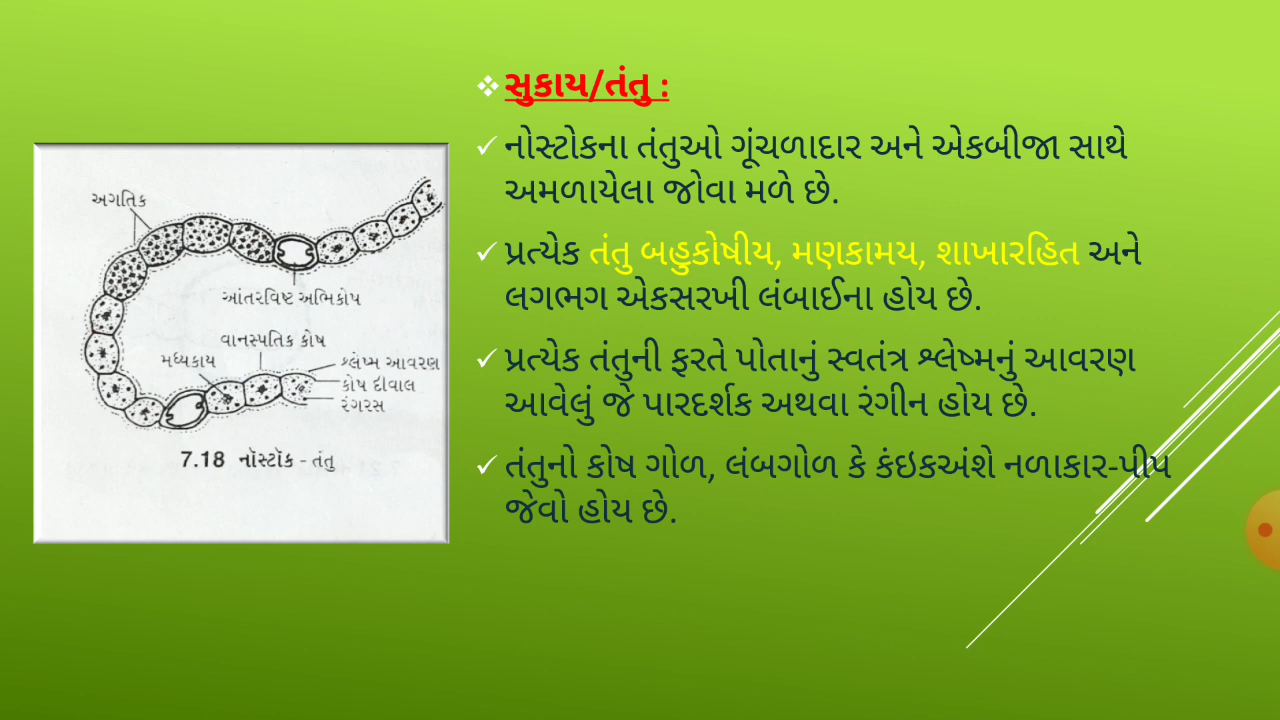 સુકાય/તંતુ :
નોસ્ટોકના તંતુઓ ગૂંચળાદાર અને એકબીજા સાથે
અમળાયેલા જોવા મળે છે.
પ્રત્યેક તંતુ બહુકોષીય, મણકામય, શાખારહિત અને
લગભગ એકસરખી લંબાઈના હોય છે.
પ્રત્યેક તંતુની ફરતે પોતાનું સ્વતંત્ર શ્લેષ્મનું આવરણ
આવેલું જે પારદર્શક અથવા રંગીન હોય છે.
તંતુનો કોષ ગોળ, લંબગોળ કે કંઇકઅંશે નળાકાર-પીપ
જેવો હોય છે.
અગતિક
આંતરવિષ્ટ અભિકોષ
વાનસ્પતિક કોષ
મધ્યકાય
શ્લેષ્મ આવરણ
કોષ દીવાલ
રંગરસ
7.18 નૉસ્ટૉક - તંતુ